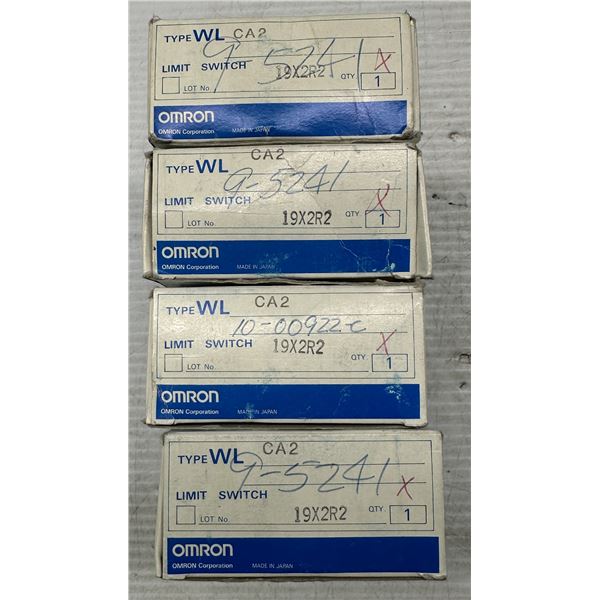 TYPE WL CA2
9-5241
LIMIT SWITCH 19X2R2 QTY. 1 X
LOT No.
OMRON
OMRON Corporation MADE IN JAPAN
TYPE WL CA2
9-5241
LIMIT SWITCH X
LOT No. 19X2R2 QTY. 1
OMRON
OMRON Corporation MADE IN JAPAN
TYPE WL CA2
10-00922-C
LIMIT SWITCH 19X2R2 X
LOT No. QTY. 1
OMRON
OMRON Corporation MADE IN JAPAN
TYPE WL CA2
9-5241
LIMIT SWITCH X
LOT No. 19X2R2 QTY. 1
OMRON
OMRON Corporation MADE IN JAPAN